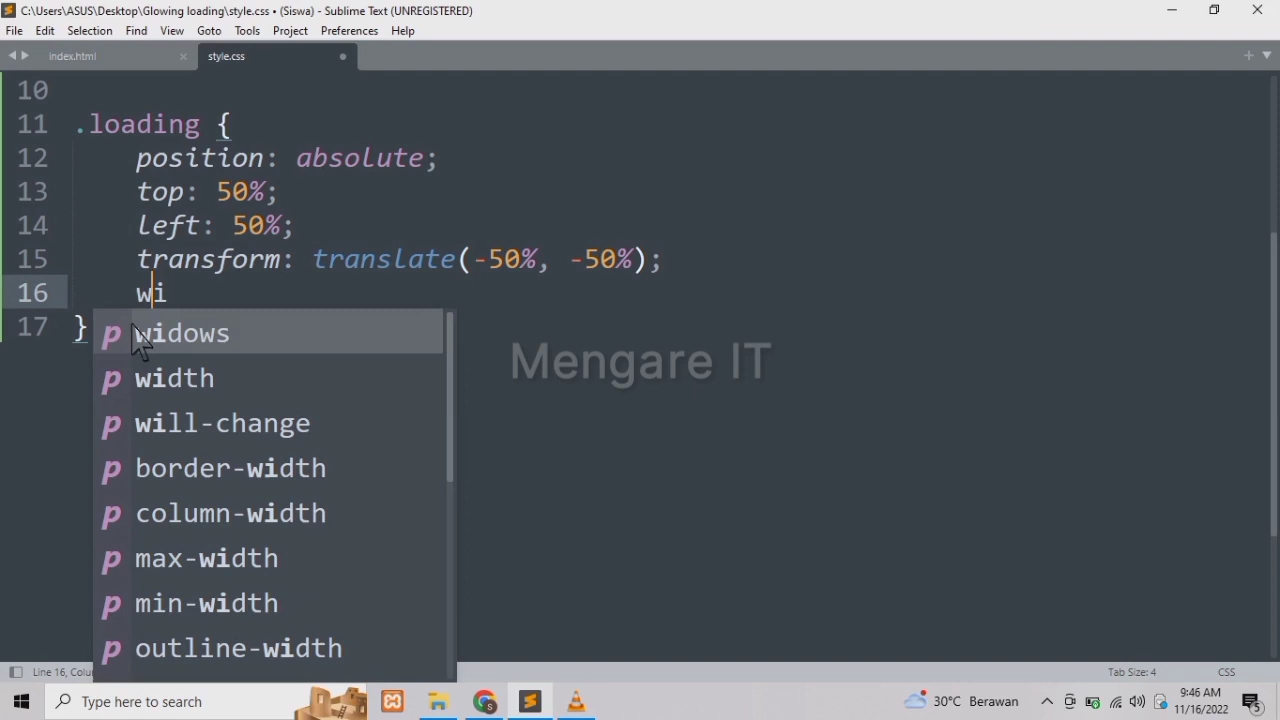 C:\Users\ASUS\Desktop\Glowing loading\style.css • (Siswa) - Sublime Text (UNREGISTERED)
File Edit Selection Find View Goto Tools Project Preferences Help
index.html × style.css
10
11 .loading {
12 position: absolute;
13 top: 50%;
14 left: 50%;
15 transform: translate(-50%, -50%);
16 wi
17 }
p widows
p width
p will-change
p border-width
p column-width
p max-width
p min-width
p outline-width
Mengare IT
Line 16, Colu Tab Size: 4 CSS
Type here to search 30°C Berawan 9:46 AM
11/16/2022 5